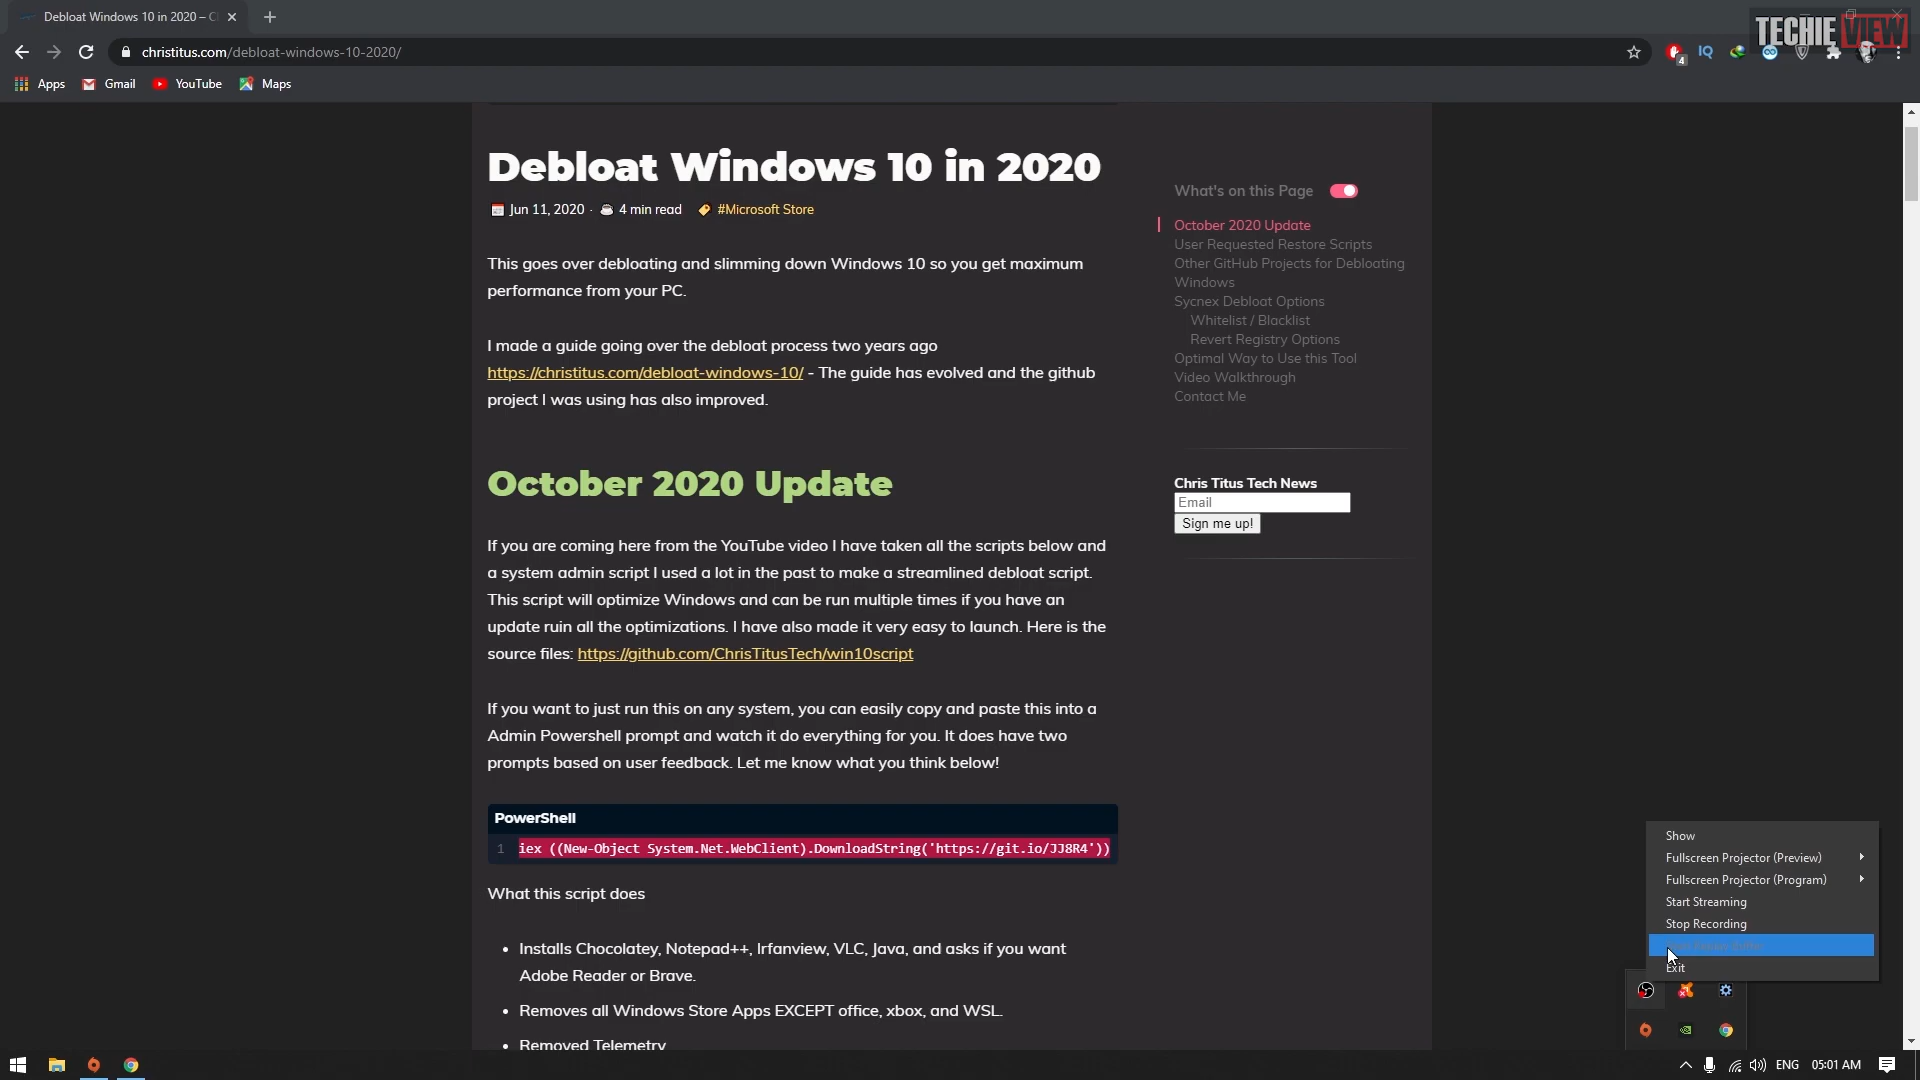 Debloat Windows 10 in 2020 – C
TECHIE VIEW
christitus.com/debloat-windows-10-2020/
4
IQ
Apps
Gmail
YouTube
Maps
Debloat Windows 10 in 2020
Jun 11, 2020 · 4 min read #Microsoft Store
This goes over debloating and slimming down Windows 10 so you get maximum
performance from your PC.
I made a guide going over the debloat process two years ago
https://christitus.com/debloat-windows-10/ - The guide has evolved and the github
project I was using has also improved.
October 2020 Update
If you are coming here from the YouTube video I have taken all the scripts below and
a system admin script I used a lot in the past to make a streamlined debloat script.
This script will optimize Windows and can be run multiple times if you have an
update ruin all the optimizations. I have also made it very easy to launch. Here is the
source files: https://github.com/ChrisTitusTech/win10script
If you want to just run this on any system, you can easily copy and paste this into a
Admin Powershell prompt and watch it do everything for you. It does have two
prompts based on user feedback. Let me know what you think below!
PowerShell
1 iex ((New-Object System.Net.WebClient).DownloadString('https://git.io/JJ8R4'))
What this script does
• Installs Chocolatey, Notepad++, Irfanview, VLC, Java, and asks if you want
Adobe Reader or Brave.
• Removes all Windows Store Apps EXCEPT office, xbox, and WSL.
• Removed Telemetry
What's on this Page
October 2020 Update
User Requested Restore Scripts
Other GitHub Projects for Debloating
Windows
Sycnex Debloat Options
Whitelist / Blacklist
Revert Registry Options
Optimal Way to Use this Tool
Video Walkthrough
Contact Me
Chris Titus Tech News
Email
Sign me up!
Show
Fullscreen Projector (Preview)
Fullscreen Projector (Program)
Start Streaming
Stop Recording
Exit
ENG
05:01 AM